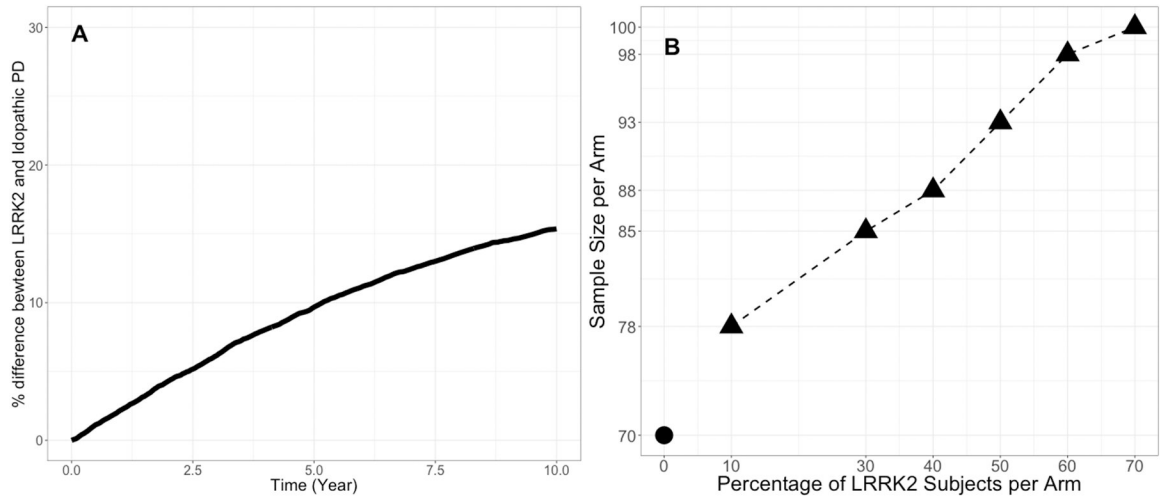 A
% difference bewteen LRRK2 and Idopathic PD
30
20
10
0
0.0 2.5 5.0 7.5 10.0
Time (Year)
B
Sample Size per Arm
100
98
93
88
85
78
70
0 10 30 40 50 60 70
Percentage of LRRK2 Subjects per Arm